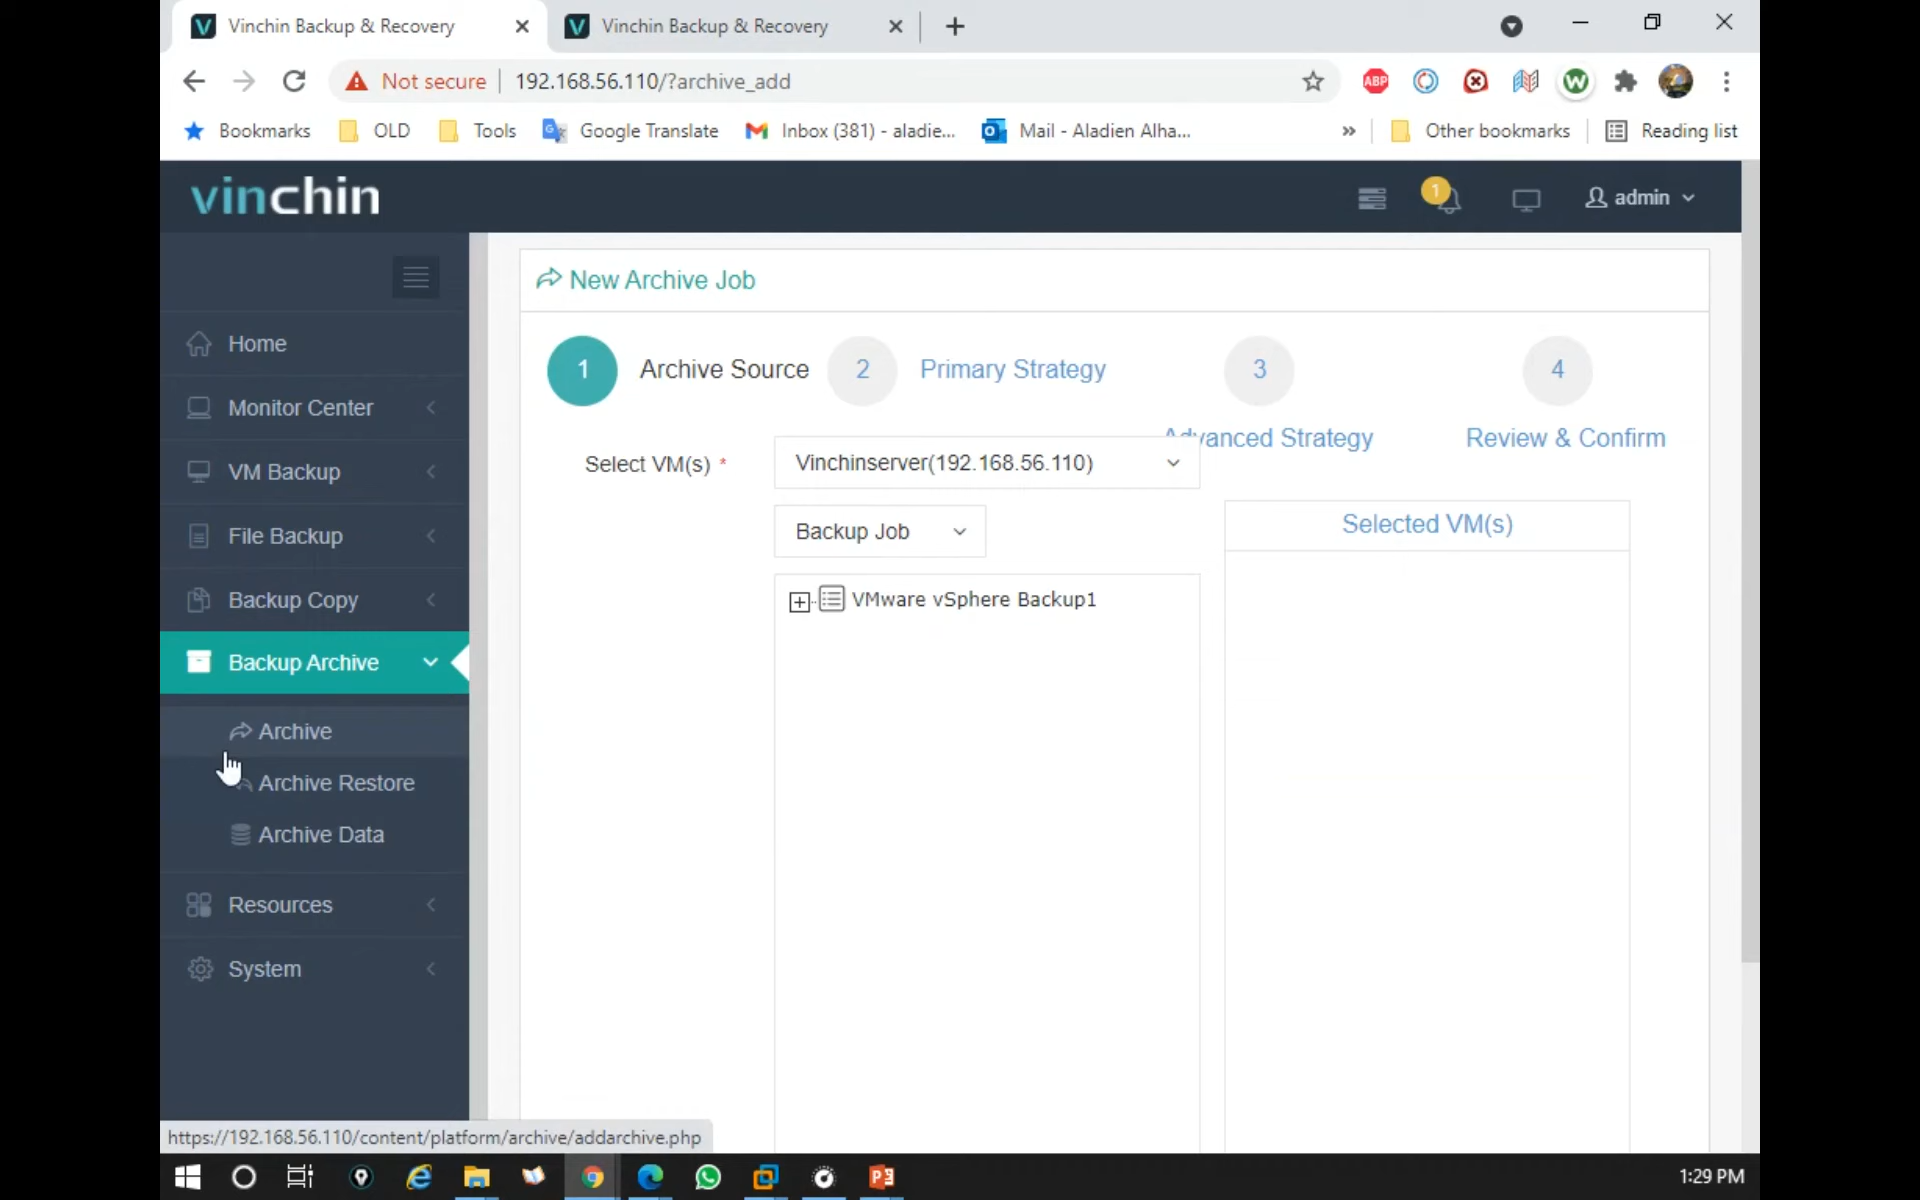 Vinchin Backup & Recovery
Vinchin Backup & Recovery
Not secure
192.168.56.110/?archive_add
ABP
W
Bookmarks
OLD
Tools
Google Translate
Inbox (381) - aladie...
Mail - Aladien Alha...
»
Other bookmarks
Reading list
vinchin
1
admin
Home
Monitor Center
VM Backup
File Backup
Backup Copy
Backup Archive
Archive
Archive Restore
Archive Data
Resources
System
New Archive Job
1 Archive Source
2 Primary Strategy
3 Advanced Strategy
4 Review & Confirm
Select VM(s) *
Vinchinserver(192.168.56.110)
Backup Job
VMware vSphere Backup1
Selected VM(s)
https://192.168.56.110/content/platform/archive/addarchive.php
1:29 PM